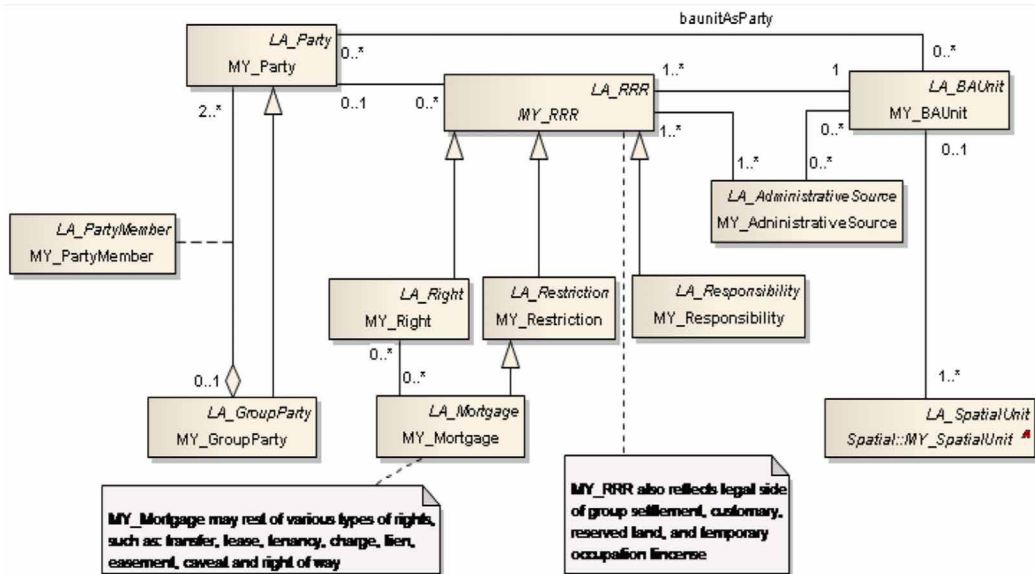 baunitAsParty
LA_Party
MY_Party
0..*
0..*
2..*
0..1
0..*
1..*
1
LA_RRR
MY_RRR
1..*
LA_BAUnit
MY_BAUnit
0..*
0..1
1..*
0..*
LA_AdministrativeSource
MY_AdninistrativeSource
LA_PartyMember
MY_PartyMember
LA_Right
MY_Right
LA_Restriction
MY_Restriction
LA_Responsibility
MY_Responsibility
0..*
0..*
0..1
1..*
LA_GroupParty
MY_GroupParty
LA_Mortgage
MY_Mortgage
LA_SpatialUnit
Spatial::MY_SpatialUnit
MY_Mortgage may rest of various types of rights,
such as: transfer, lease, tenancy, charge, lien,
easement, caveat and right of way
MY_RRR also reflects legal side
of group settlement, customary,
reserved land, and temporary
occupation lincense